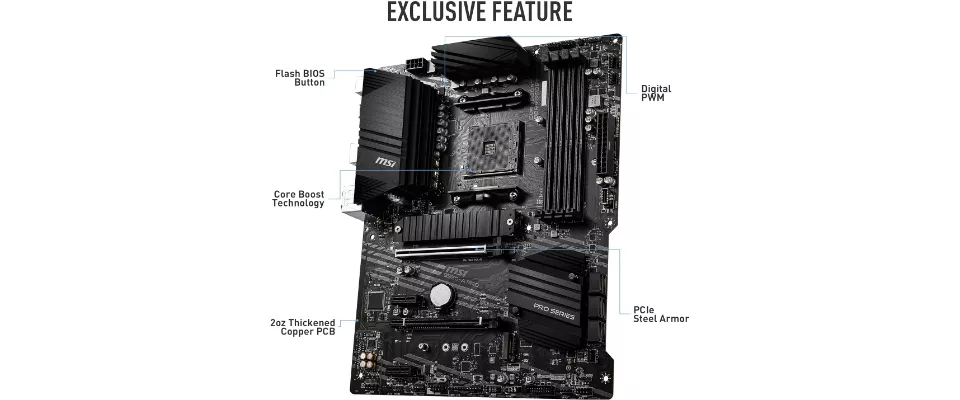 EXCLUSIVE FEATURE
Flash BIOS
Button
Digital
PWM
msi
Core Boost
Technology
msi
PRO SERIES
PCIe
Steel Armor
2oz Thickened
Copper PCB